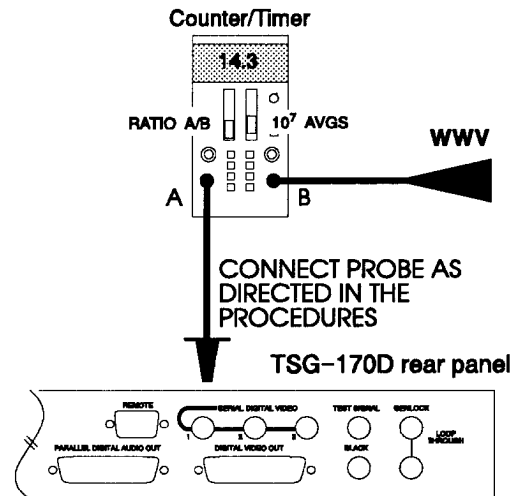 Counter/Timer
14.3
RATIO A/B
10⁷ AVGS
WWV
A
B
CONNECT PROBE AS
DIRECTED IN THE
PROCEDURES
TSG-170D rear panel
REMOTE
SERIAL DIGITAL VIDEO
TEST SIGNAL
GENLOCK
1
2
3
LOOP
THROUGH
PARALLEL DIGITAL AUDIO OUT
DIGITAL VIDEO OUT
BLACK